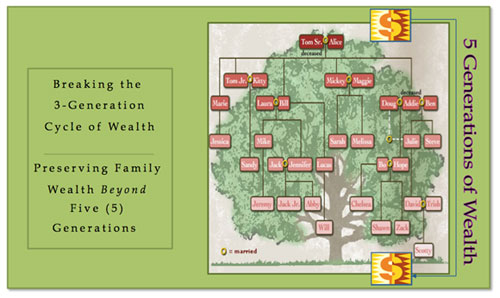 Breaking the
3-Generation
Cycle of Wealth
Preserving Family
Wealth Beyond
Five (5)
Generations
5 Generations of Wealth
Tom Sr. Alice
deceased
Tom Jr. Kitty
Mickey Maggie
deceased
Marie
Laura Bill
Doug Addie Ben
Jessica
Mike
Sarah
Melissa
Julie
Steve
Sandy
Jack Jennifer
Lucas
Bo Hope
Jeremy
Jack Jr.
Abby
Chelsea
David Trish
Will
Shawn
Zack
Scotty
= married